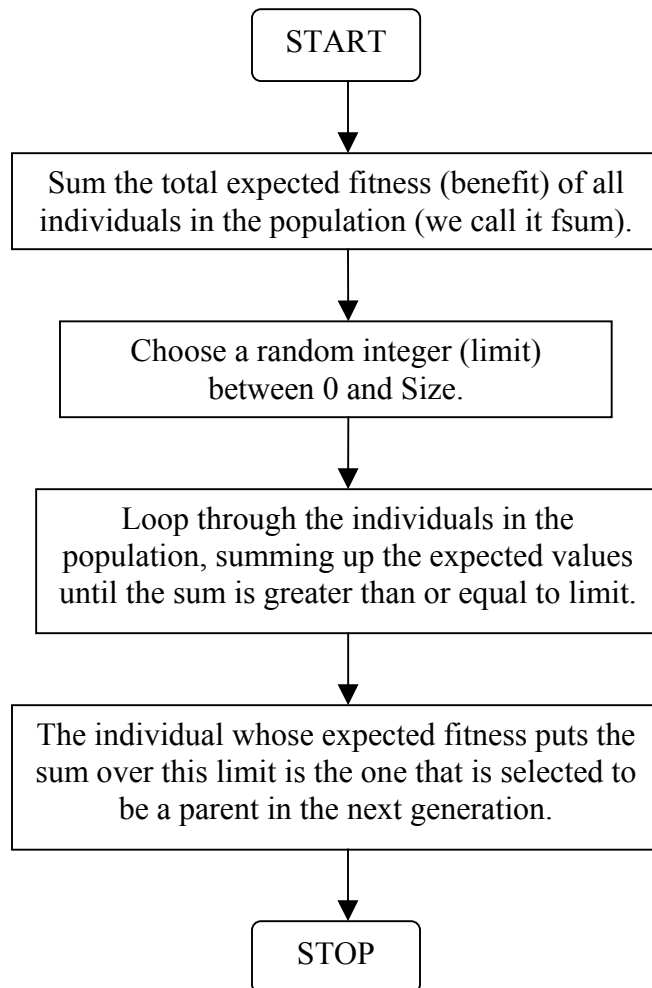 START
Sum the total expected fitness (benefit) of all
individuals in the population (we call it fsum).
Choose a random integer (limit)
between 0 and Size.
Loop through the individuals in the
population, summing up the expected values
until the sum is greater than or equal to limit.
The individual whose expected fitness puts the
sum over this limit is the one that is selected to
be a parent in the next generation.
STOP